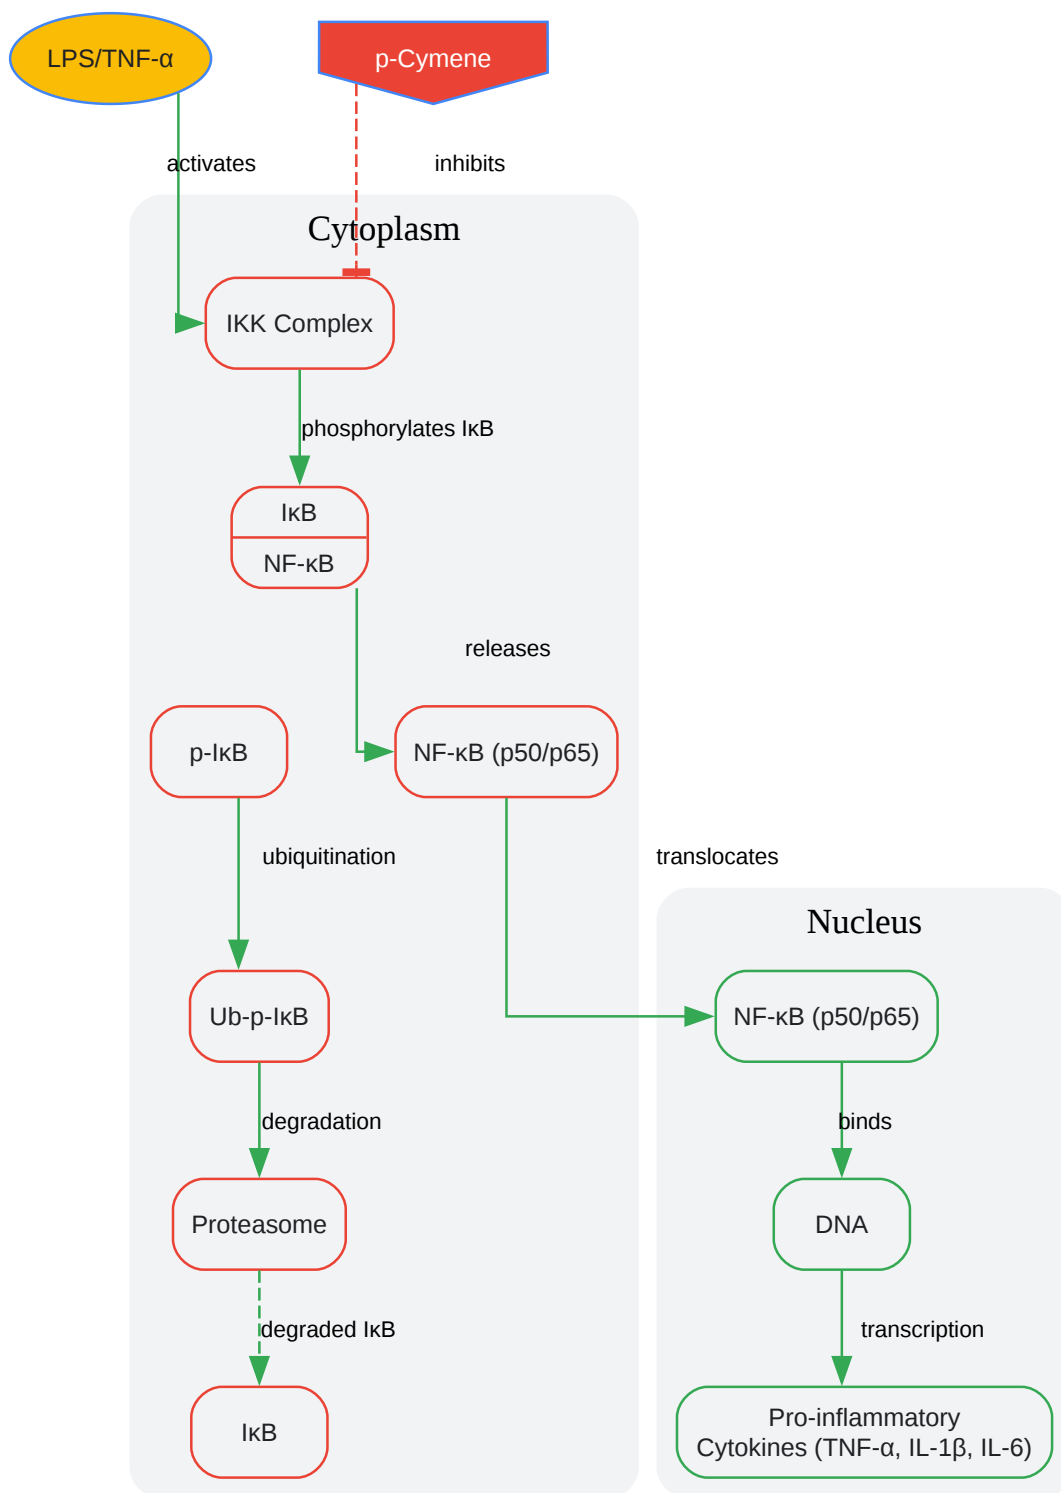 LPS/TNF-α
p-Cymene
activates
inhibits
Cytoplasm
IKK Complex
phosphorylates IκB
IκB
NF-κB
releases
p-IκB
NF-κB (p50/p65)
ubiquitination
translocates
Nucleus
Ub-p-IκB
NF-κB (p50/p65)
degradation
binds
Proteasome
DNA
degraded IκB
transcription
IκB
Pro-inflammatory
Cytokines (TNF-α, IL-1β, IL-6)